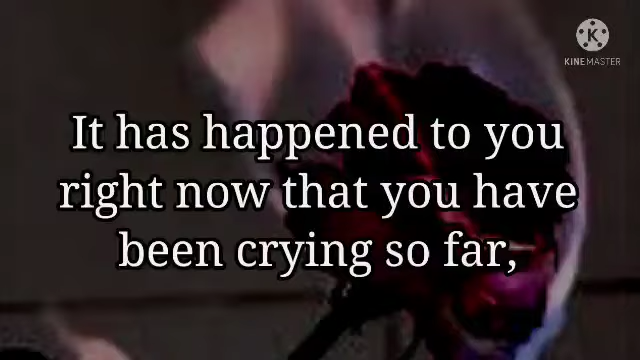 KINEMASTER
It has happened to you
right now that you have
been crying so far,